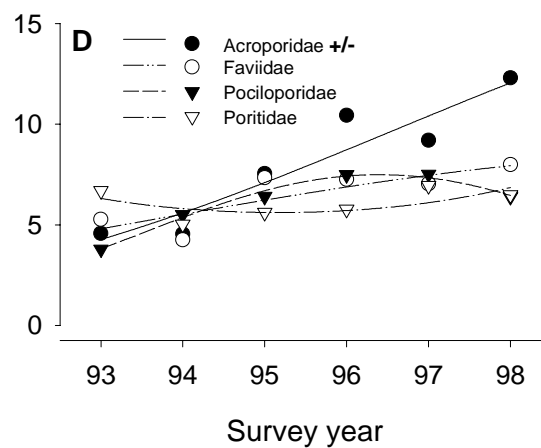 15
D
Acroporidae +/-
Faviidae
Pociloporidae
Poritidae
10
5
0
93 94 95 96 97 98
Survey year